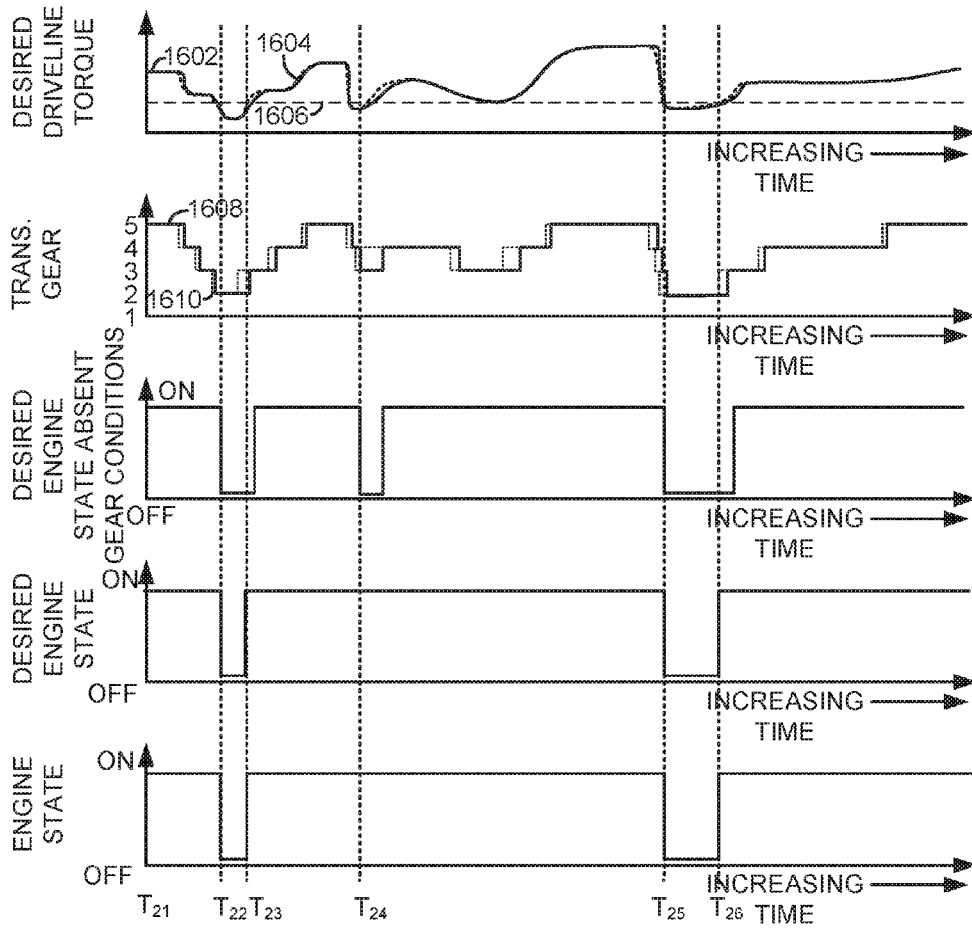 DESIRED
DRIVELINE
TORQUE
1602
1604
1606
INCREASING
TIME
TRANS.
GEAR
5
4
3
2
1
1608
1610
INCREASING
TIME
DESIRED
ENGINE
STATE ABSENT
GEAR CONDITIONS
ON
OFF
INCREASING
TIME
DESIRED
ENGINE
STATE
ON
OFF
INCREASING
TIME
ENGINE
STATE
ON
OFF
INCREASING
TIME
T21 T22 T23 T24 T25 T26